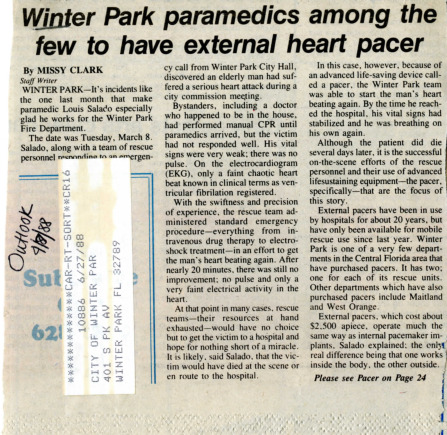 Winter Park paramedics among the
few to have external heart pacer
By MISSY CLARK
Staff Writer
WINTER PARK—It's incidents like
the one last month that make
paramedic Louis Salado especially
glad he works for the Winter Park
Fire Department.
The date was Tuesday, March 8.
Salado, along with a team of rescue
personnel responding to an emergen-
cy call from Winter Park City Hall,
discovered an elderly man had suf-
fered a serious heart attack during a
city commission meeting.
Bystanders, including a doctor
who happened to be in the house,
had performed manual CPR until
paramedics arrived, but the victim
had not responded well. His vital
signs were very weak; there was no
pulse. On the electrocardiogram
(EKG), only a faint chaotic heart
beat known in clinical terms as ven-
tricular fibrillation registered.
With the swiftness and precision
of experience, the rescue team ad-
ministered standard emergency
procedure—everything from in-
travenous drug therapy to electro-
shock treatment—in an effort to get
the man's heart beating again. After
nearly 20 minutes, there was still no
improvement; no pulse and only a
very faint electrical activity in the
heart.
At that point in many cases, rescue
teams—their resources at hand
exhausted—would have no choice
but to get the victim to a hospital and
hope for nothing short of a miracle.
It is likely, said Salado, that the vic-
tim would have died at the scene or
en route to the hospital.
In this case, however, because of
an advanced life-saving device call-
ed a pacer, the Winter Park team
was able to start the man's heart
beating again. By the time he reach-
ed the hospital, his vital signs had
stabilized and he was breathing on
his own again.
Although the patient did die
several days later, it is the successful
on-scene efforts of the rescue
personnel and their use of advanced
lifesustaining equipment—the pacer,
specifically—that are the focus of
this story.
External pacers have been in use
by hospitals for about 20 years, but
have only been available for mobile
rescue use since last year. Winter
Park is one of a very few depart-
ments in the Central Florida area that
have purchased pacers. It has two;
one for each of its rescue units.
Other departments which have also
purchased pacers include Maitland
and West Orange.
External pacers, which cost about
$2,500 apiece, operate much the
same way as internal pacemaker im-
plants, Salado explained; the only
real difference being that one works
inside the body, the other outside.
Please see Pacer on Page 24
Outlook
Sub
62
**********CAR-RT-SORT**CR16
10886 6/27/88
CITY OF WINTER PAR
401 S PK AV
WINTER PARK FL 32789